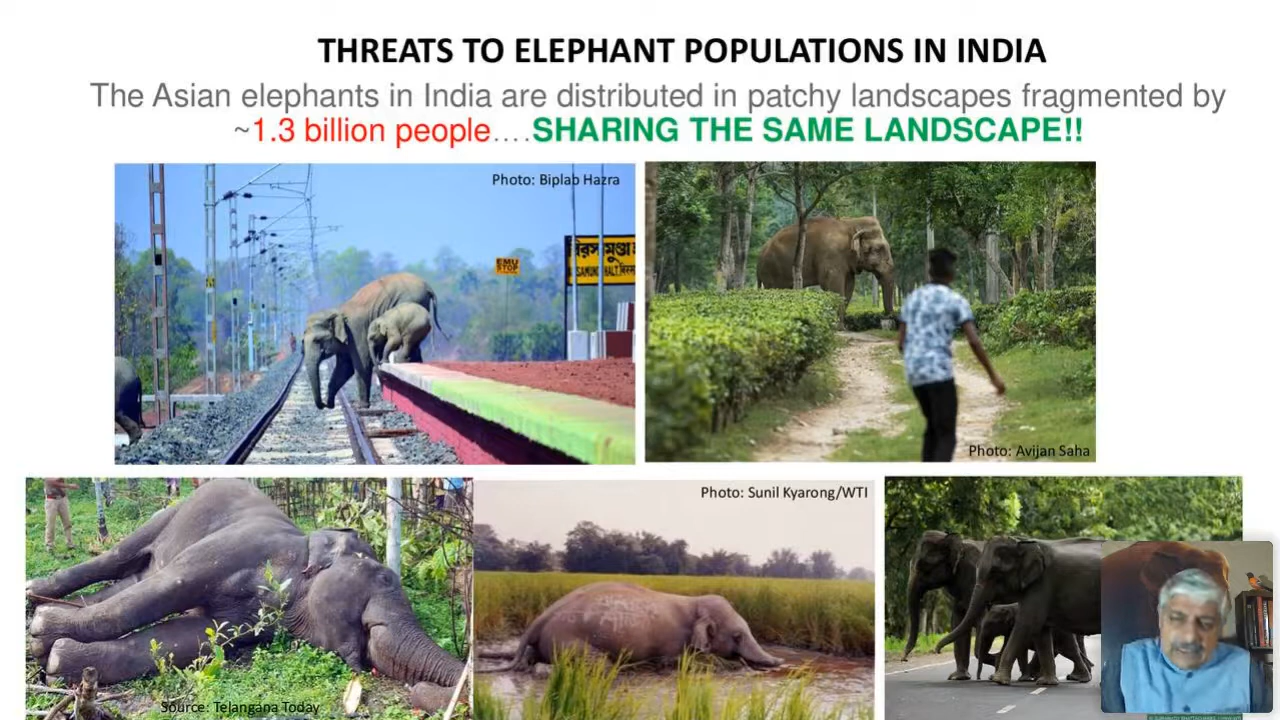 THREATS TO ELEPHANT POPULATIONS IN INDIA
The Asian elephants in India are distributed in patchy landscapes fragmented by
~1.3 billion people....SHARING THE SAME LANDSCAPE!!
Photo: Biplab Hazra
EMU
STOP
Photo: Avijan Saha
Photo: Sunil Kyarong/WTI
Source: Telangana Today